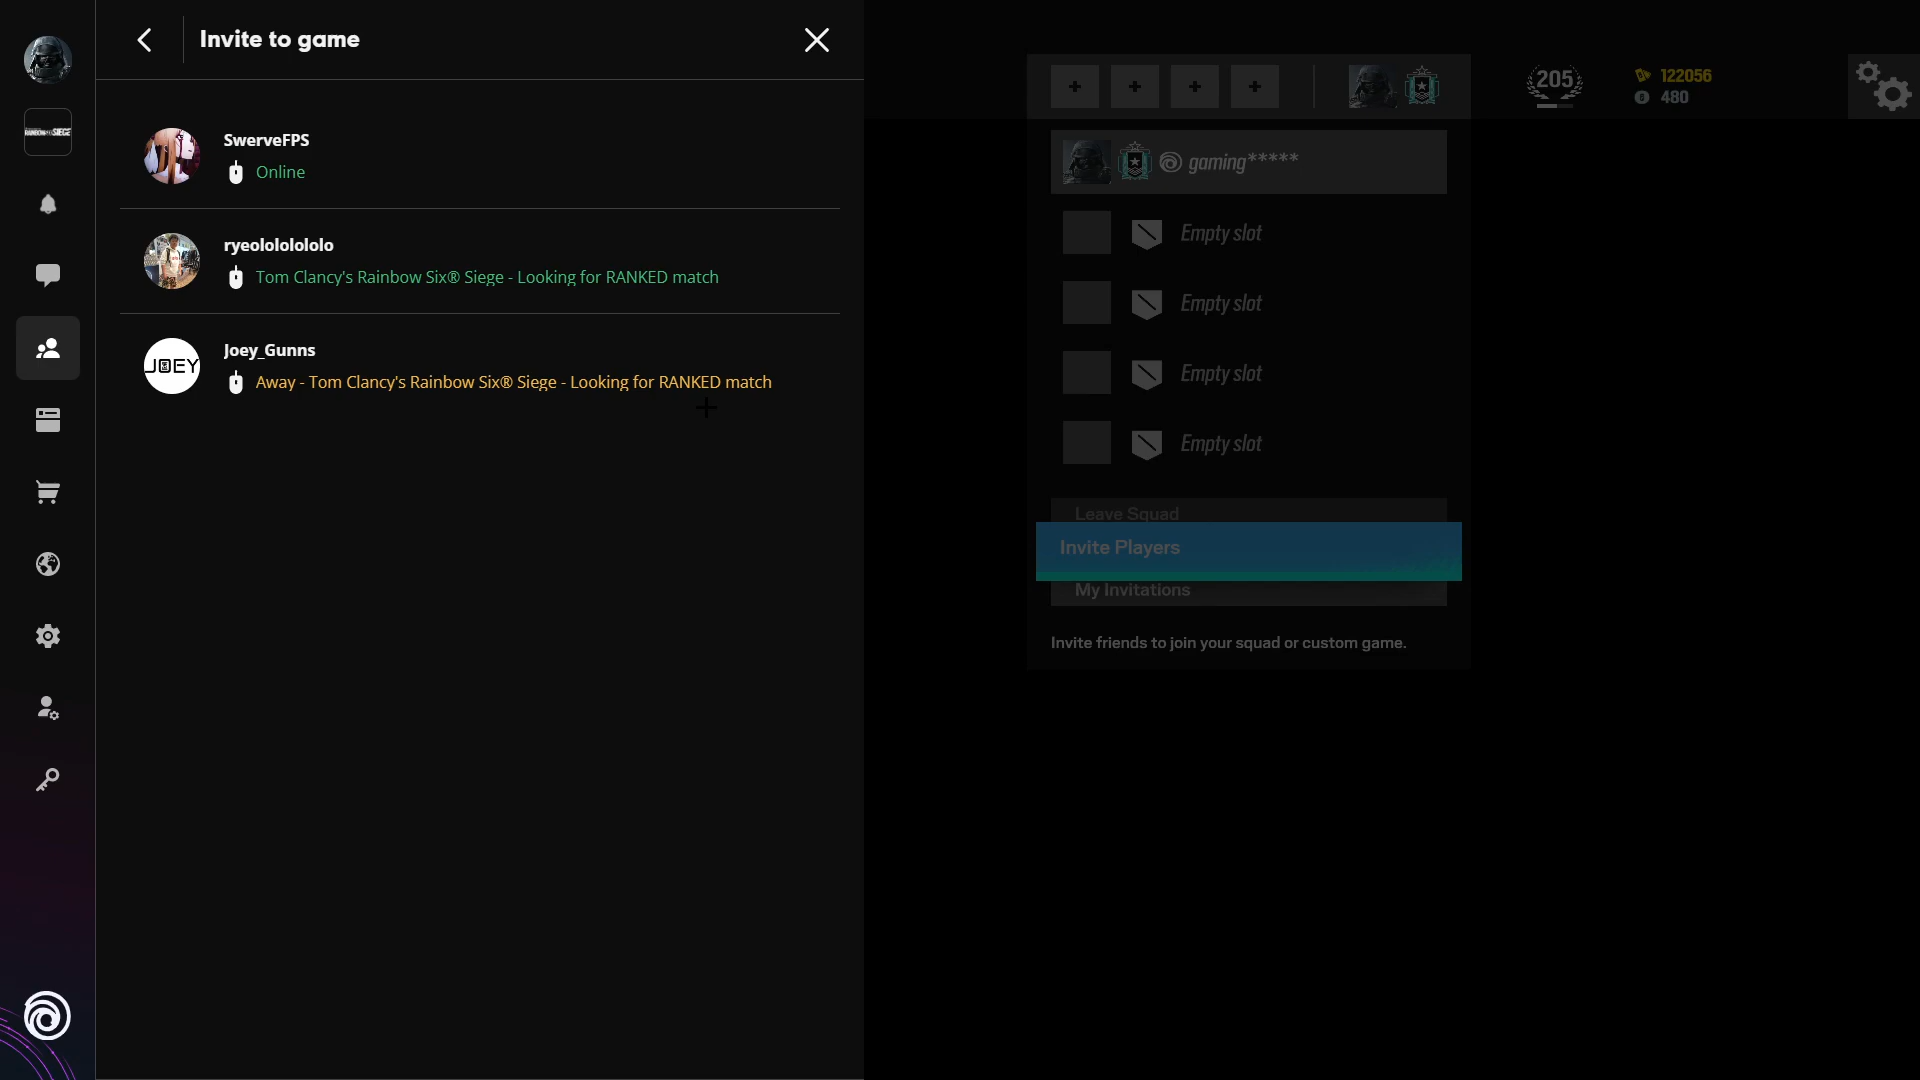 Invite to game
SwerveFPS
Online
ryeolololololo
Tom Clancy's Rainbow Six® Siege - Looking for RANKED match
Joey_Gunns
Away - Tom Clancy's Rainbow Six® Siege - Looking for RANKED match
JOEY
SIEGE
205
122056
480
gaming*****
Empty slot
Empty slot
Empty slot
Empty slot
Leave Squad
Invite Players
My Invitations
Invite friends to join your squad or custom game.